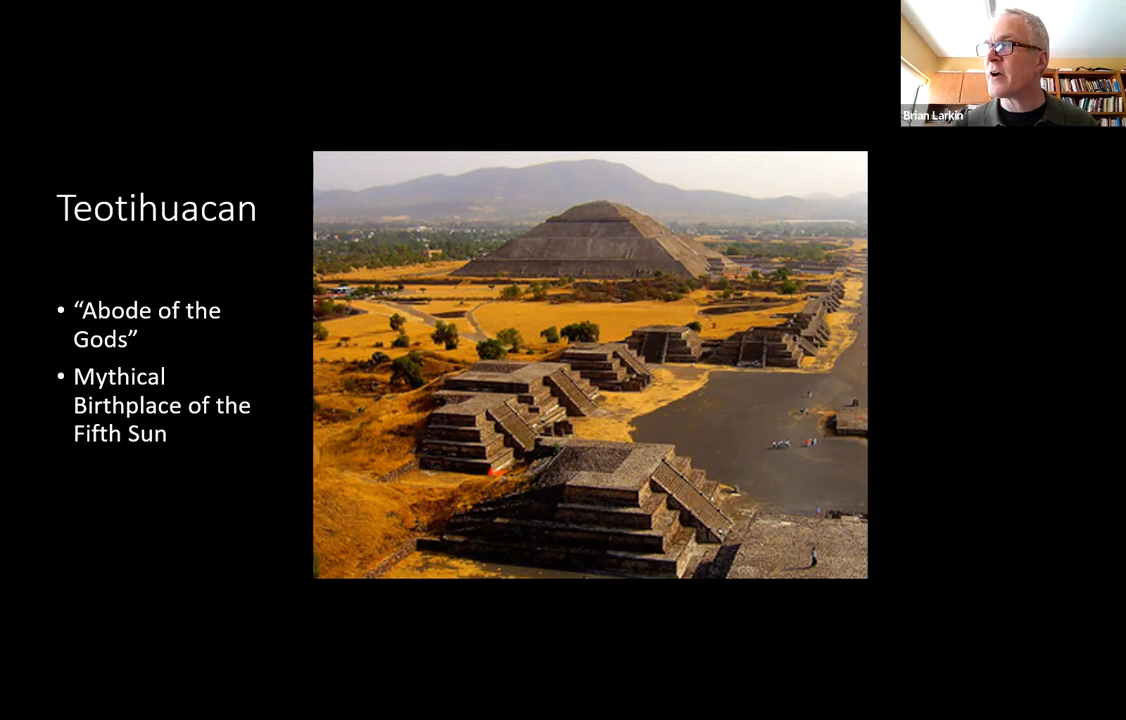 Brian Larkin
Teotihuacan
• “Abode of the
Gods”
• Mythical
Birthplace of the
Fifth Sun